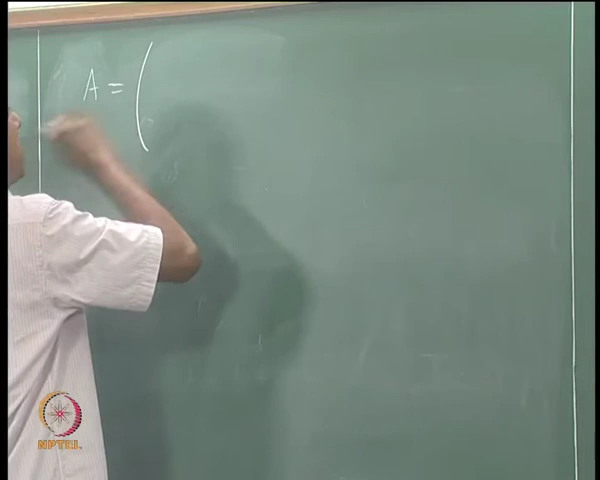 A = (
NPTEL